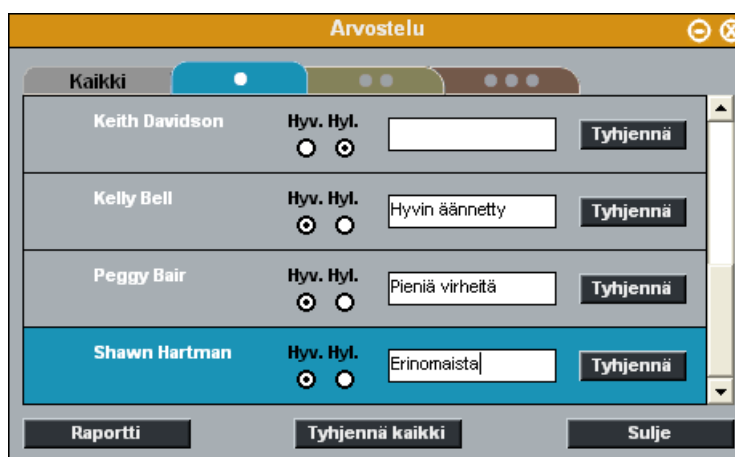 Arvostelu
Kaikki
Keith Davidson Hyv. Hyl. Tyhjennä
Kelly Bell Hyv. Hyl. Hyvin äännetty Tyhjennä
Peggy Bair Hyv. Hyl. Pieniä virheitä Tyhjennä
Shawn Hartman Hyv. Hyl. Erinomaista Tyhjennä
Raportti Tyhjennä kaikki Sulje